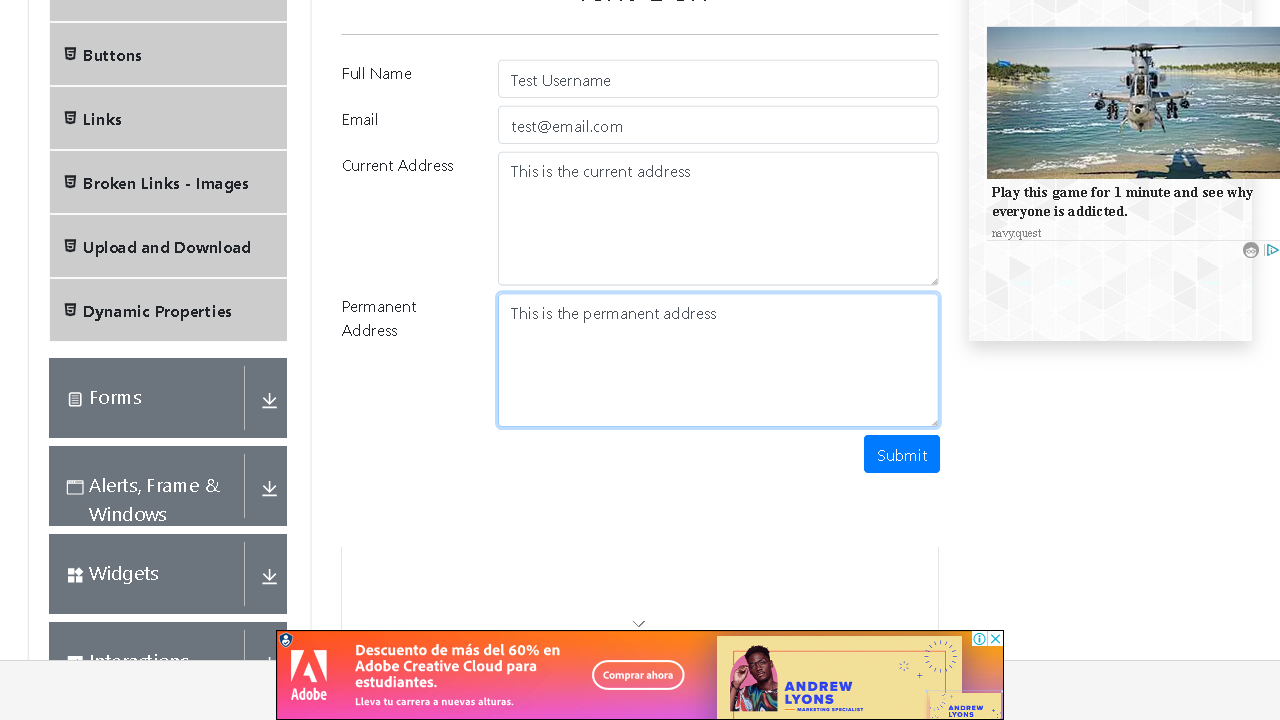 Buttons
Links
Broken Links - Images
Upload and Download
Dynamic Properties
Forms
Alerts, Frame &
Windows
Widgets
Full Name
Test Username
Email
test@email.com
Current Address
This is the current address
Permanent
Address
This is the permanent address
Submit
Play this game for 1 minute and see why
everyone is addicted.
navy.quest
Adobe
Descuento de más del 60% en
Adobe Creative Cloud para
estudiantes.
Lleva tu carrera a nuevas alturas.
Comprar ahora
ANDREW
LYONS
MARKETING SPECIALIST
ANDREW
LYONS